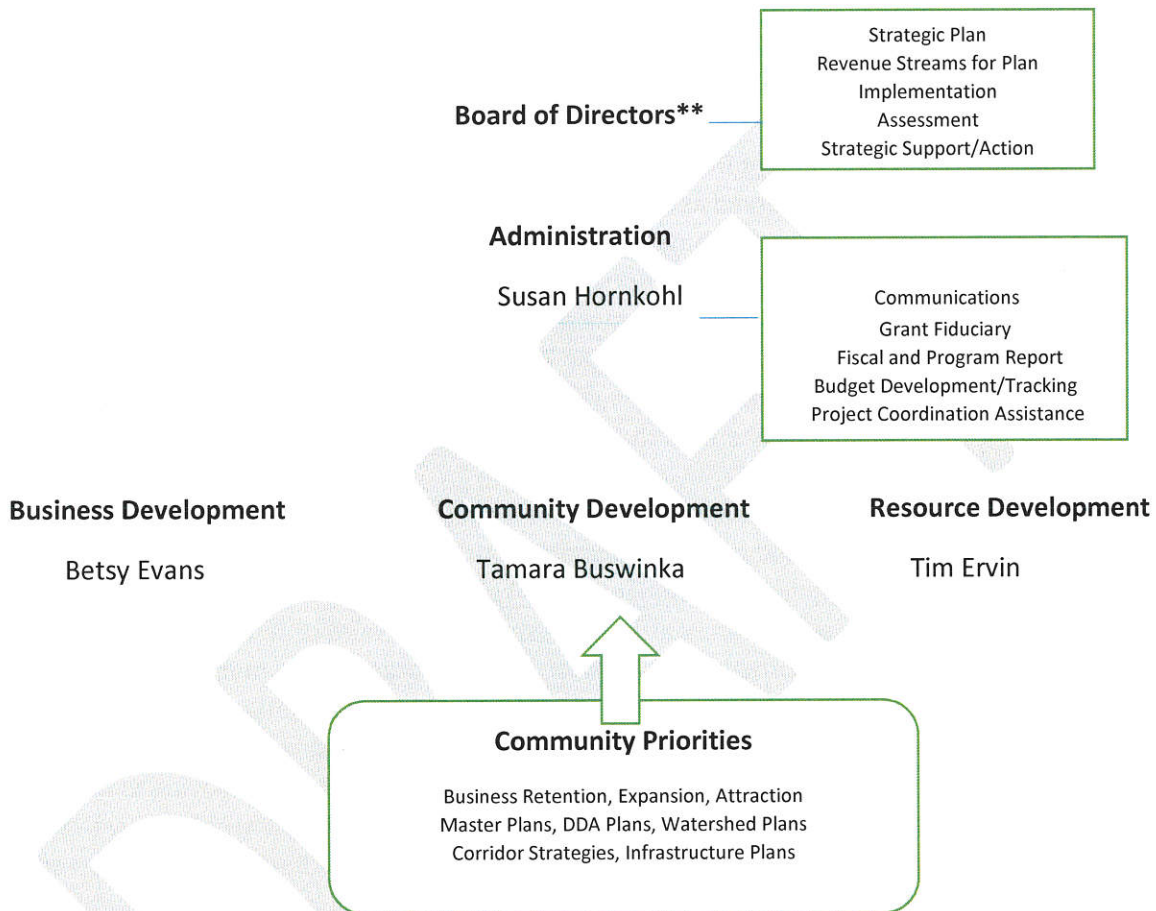 Strategic Plan
Revenue Streams for Plan
Implementation
Assessment
Strategic Support/Action
Board of Directors**
Administration
Susan Hornkohl
Communications
Grant Fiduciary
Fiscal and Program Report
Budget Development/Tracking
Project Coordination Assistance
Business Development
Community Development
Resource Development
Betsy Evans
Tamara Buswinka
Tim Ervin
Community Priorities
Business Retention, Expansion, Attraction
Master Plans, DDA Plans, Watershed Plans
Corridor Strategies, Infrastructure Plans
DRAFT